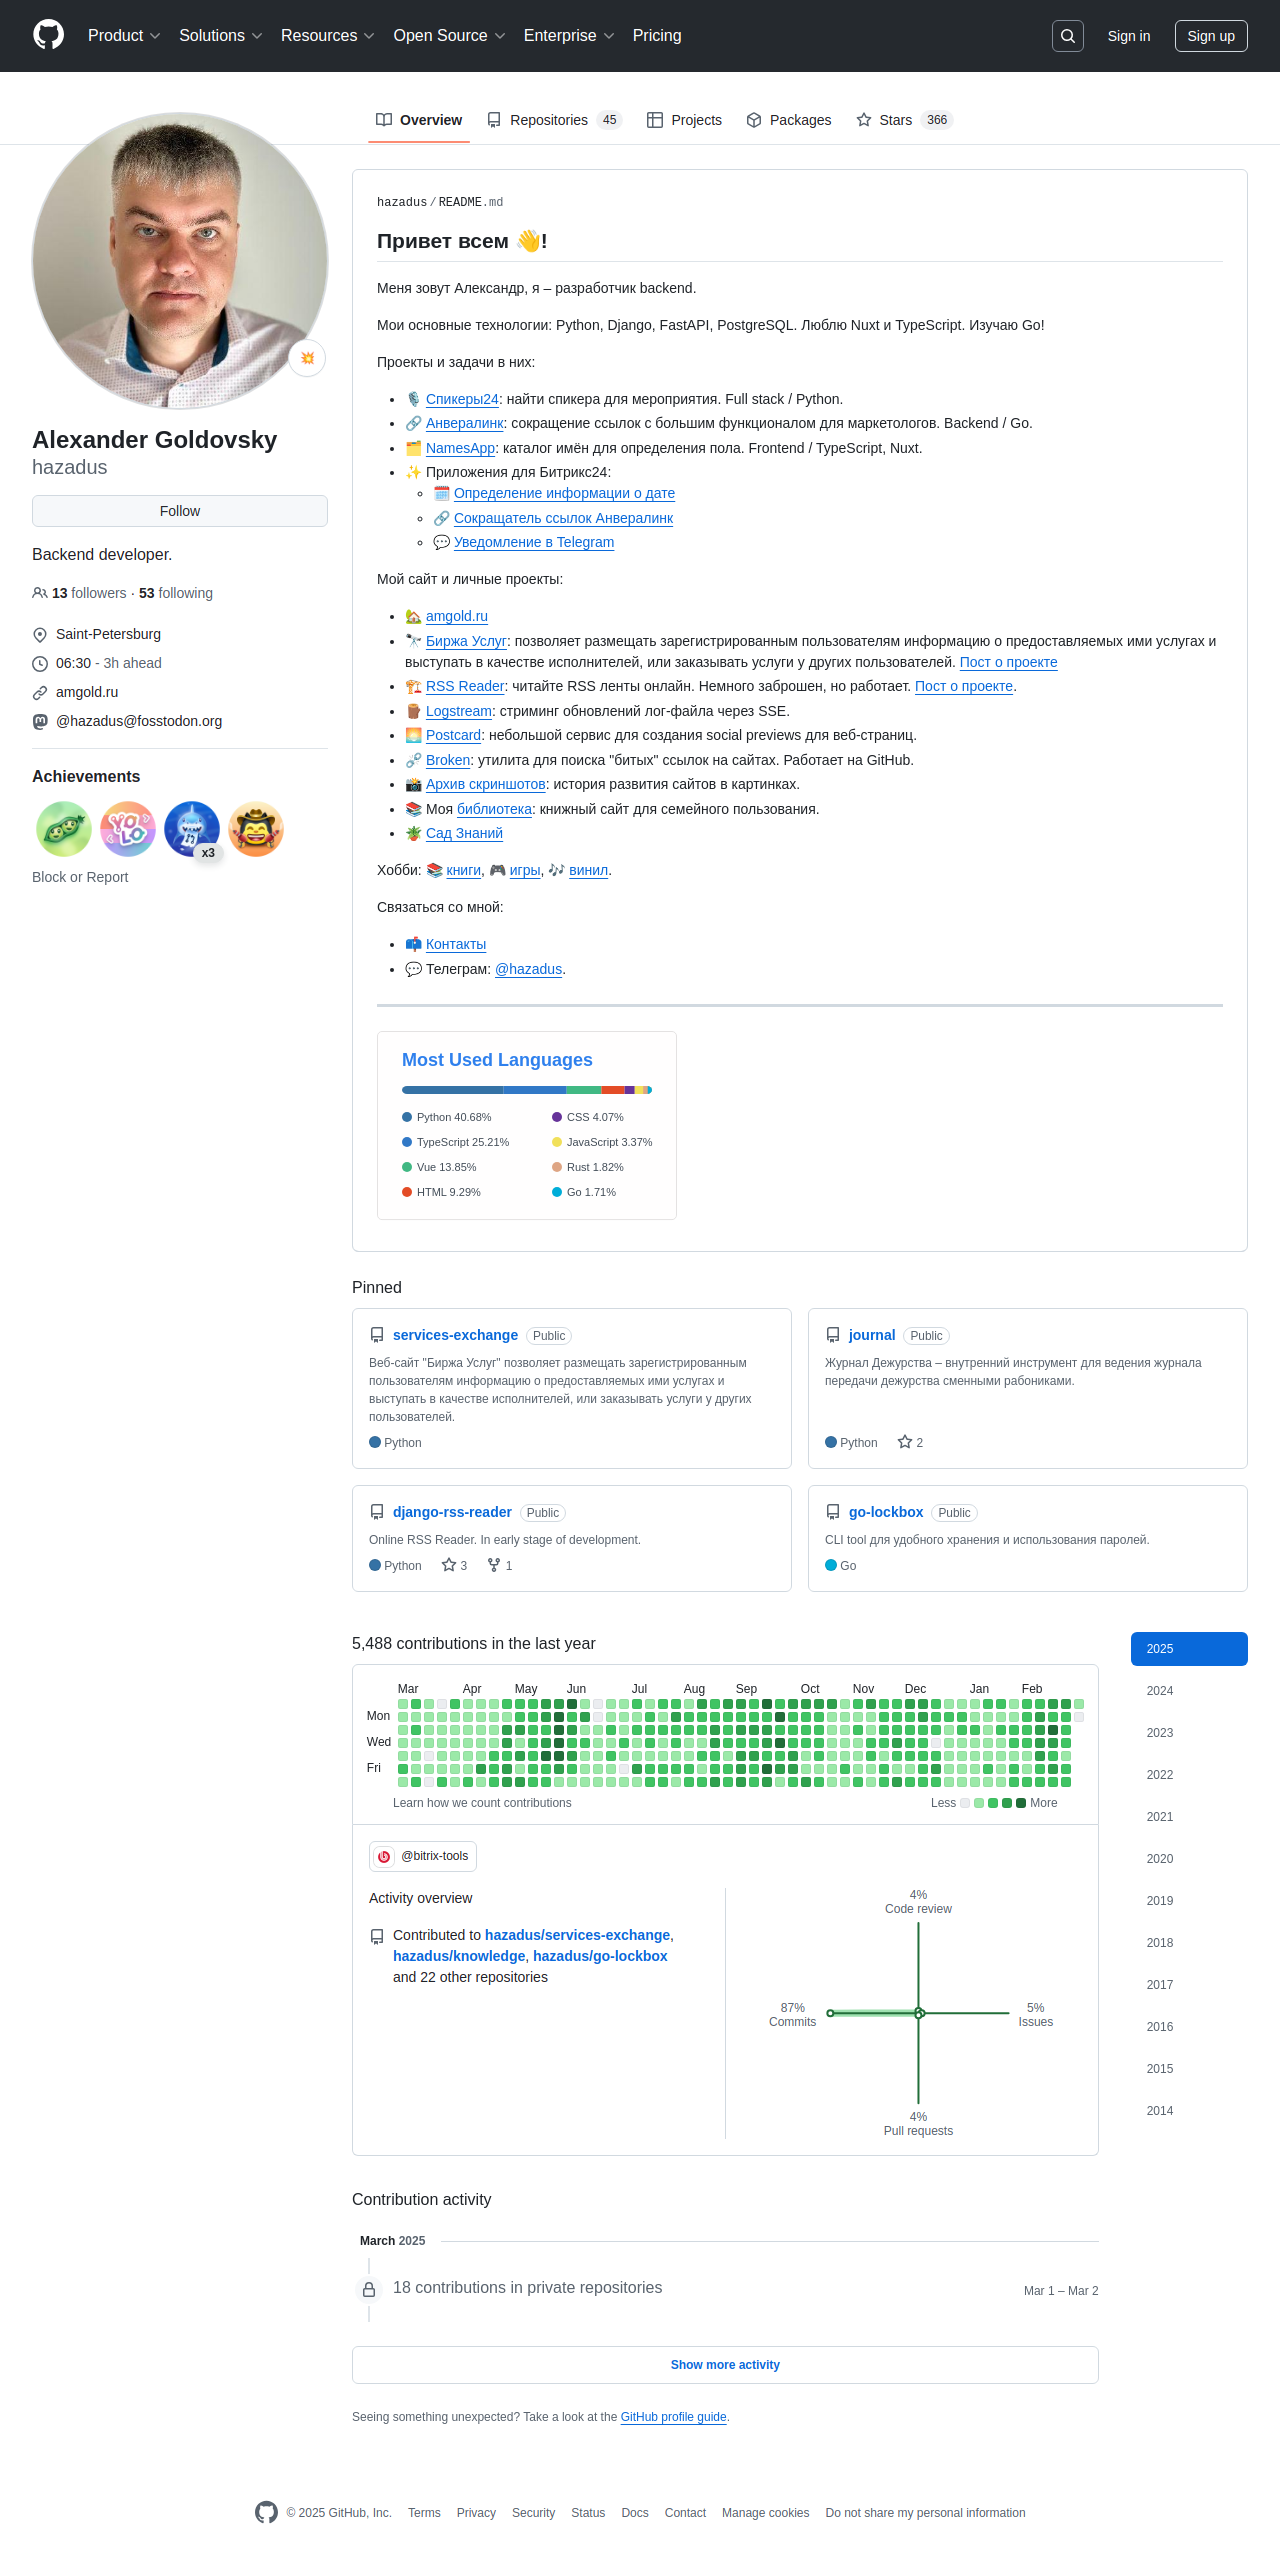 Product Solutions Resources Open Source Enterprise Pricing Sign in Sign up
Overview Repositories 45 Projects Packages Stars 366
Alexander Goldovsky
hazadus
Follow
Backend developer.
13 followers · 53 following
Saint-Petersburg
06:30 - 3h ahead
amgold.ru
@hazadus@fosstodon.org
Achievements
x3
Block or Report
hazadus / README.md
Привет всем 👋!
Меня зовут Александр, я – разработчик backend.
Мои основные технологии: Python, Django, FastAPI, PostgreSQL. Люблю Nuxt и TypeScript. Изучаю Go!
Проекты и задачи в них:
🎙️ Спикеры24: найти спикера для мероприятия. Full stack / Python.
🔗 Анвералинк: сокращение ссылок с большим функционалом для маркетологов. Backend / Go.
🗂️ NamesApp: каталог имён для определения пола. Frontend / TypeScript, Nuxt.
✨ Приложения для Битрикс24:
🗓️ Определение информации о дате
🔗 Сокращатель ссылок Анвералинк
💬 Уведомление в Telegram
Мой сайт и личные проекты:
🏡 amgold.ru
🔭 Биржа Услуг: позволяет размещать зарегистрированным пользователям информацию о предоставляемых ими услугах и
выступать в качестве исполнителей, или заказывать услуги у других пользователей. Пост о проекте
🏗️ RSS Reader: читайте RSS ленты онлайн. Немного заброшен, но работает. Пост о проекте.
🪵 Logstream: стриминг обновлений лог-файла через SSE.
🌅 Postcard: небольшой сервис для создания social previews для веб-страниц.
🔗 Broken: утилита для поиска "битых" ссылок на сайтах. Работает на GitHub.
📸 Архив скриншотов: история развития сайтов в картинках.
📚 Моя библиотека: книжный сайт для семейного пользования.
🪴 Сад Знаний
Хобби: 📚 книги, 🎮 игры, 🎶 винил.
Связаться со мной:
📫 Контакты
💬 Телеграм: @hazadus.
Most Used Languages
Python 40.68% CSS 4.07%
TypeScript 25.21% JavaScript 3.37%
Vue 13.85% Rust 1.82%
HTML 9.29% Go 1.71%
Pinned
services-exchange Public
Веб-сайт "Биржа Услуг" позволяет размещать зарегистрированным
пользователям информацию о предоставляемых ими услугах и
выступать в качестве исполнителей, или заказывать услуги у других
пользователей.
Python
journal Public
Журнал Дежурства – внутренний инструмент для ведения журнала
передачи дежурства сменными рабониками.
Python 2
django-rss-reader Public
Online RSS Reader. In early stage of development.
Python 3 1
go-lockbox Public
CLI tool для удобного хранения и использования паролей.
Go
5,488 contributions in the last year
Mar Apr May Jun Jul Aug Sep Oct Nov Dec Jan Feb
Mon
Wed
Fri
Learn how we count contributions Less More
@bitrix-tools
Activity overview
Contributed to hazadus/services-exchange,
hazadus/knowledge, hazadus/go-lockbox
and 22 other repositories
4%
Code review
87%
Commits
5%
Issues
4%
Pull requests
2025
2024
2023
2022
2021
2020
2019
2018
2017
2016
2015
2014
Contribution activity
March 2025
18 contributions in private repositories Mar 1 – Mar 2
Show more activity
Seeing something unexpected? Take a look at the GitHub profile guide.
© 2025 GitHub, Inc. Terms Privacy Security Status Docs Contact Manage cookies Do not share my personal information